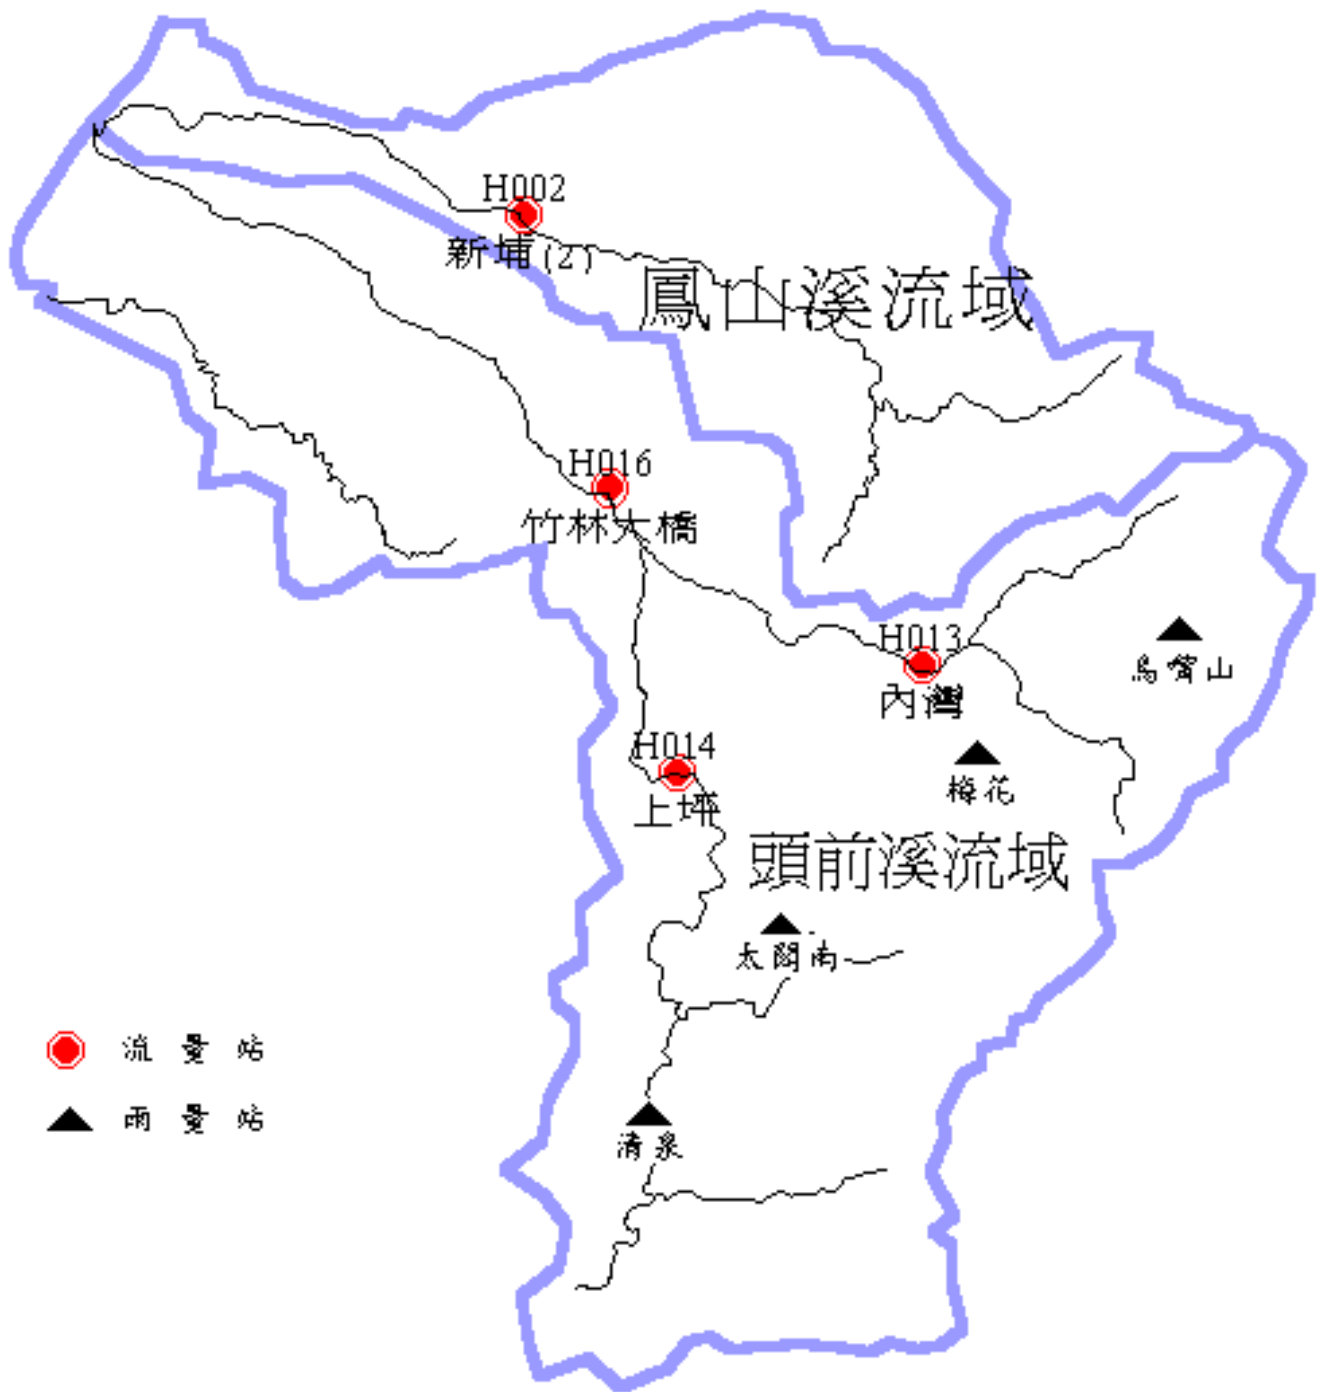 H002
新埔(2)
鳳山溪流域
H016
竹林大橋
H013
內灣
鳥嘴山
H014
上坪
梅花
頭前溪流域
太閣南
流量站
雨量站
清泉